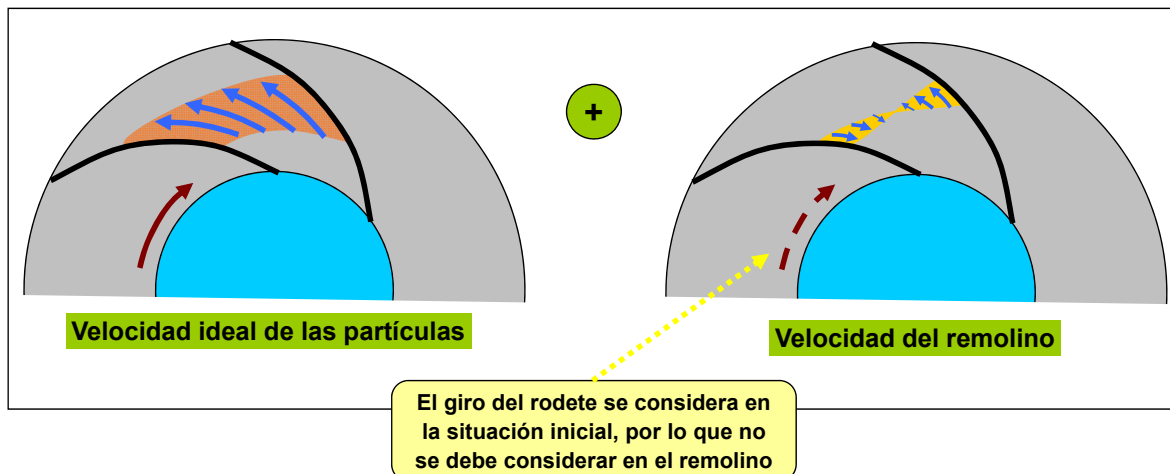 +
Velocidad ideal de las partículas
Velocidad del remolino
El giro del rodete se considera en
la situación inicial, por lo que no
se debe considerar en el remolino